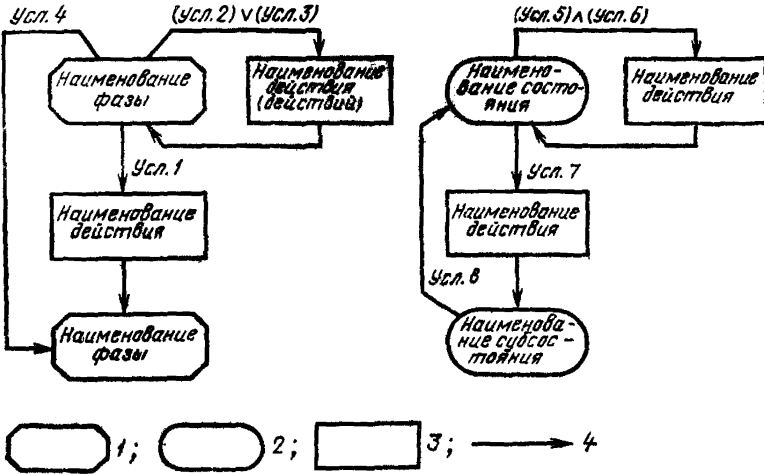 Усл. 4
(Усл. 2) ∨ (Усл. 3)
Наименование
фазы
Наименование
действия
(действий)
Усл. 1
Наименование
действия
Наименование
фазы
(Усл. 5) ∧ (Усл. 6)
Наимено-
вание состо-
яния
Наименование
действия
Усл. 7
Наименование
действия
Усл. 8
Наименова-
ние субсос-
тояния
1; 2; 3; 4